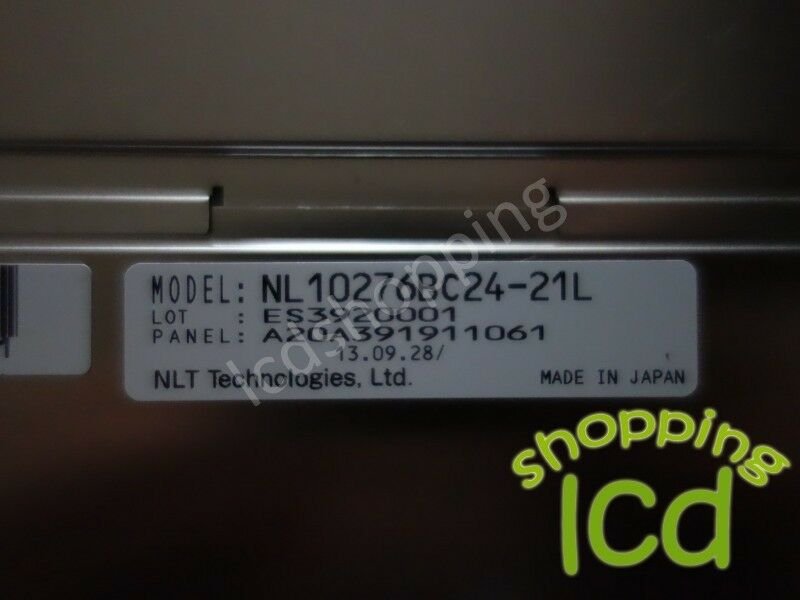 MODEL: NL10276BC24-21L
LOT : ES3920001
PANEL: A20A391911061
13.09.28/
NLT Technologies, Ltd. MADE IN JAPAN
lcdshopping
shopping
lcd